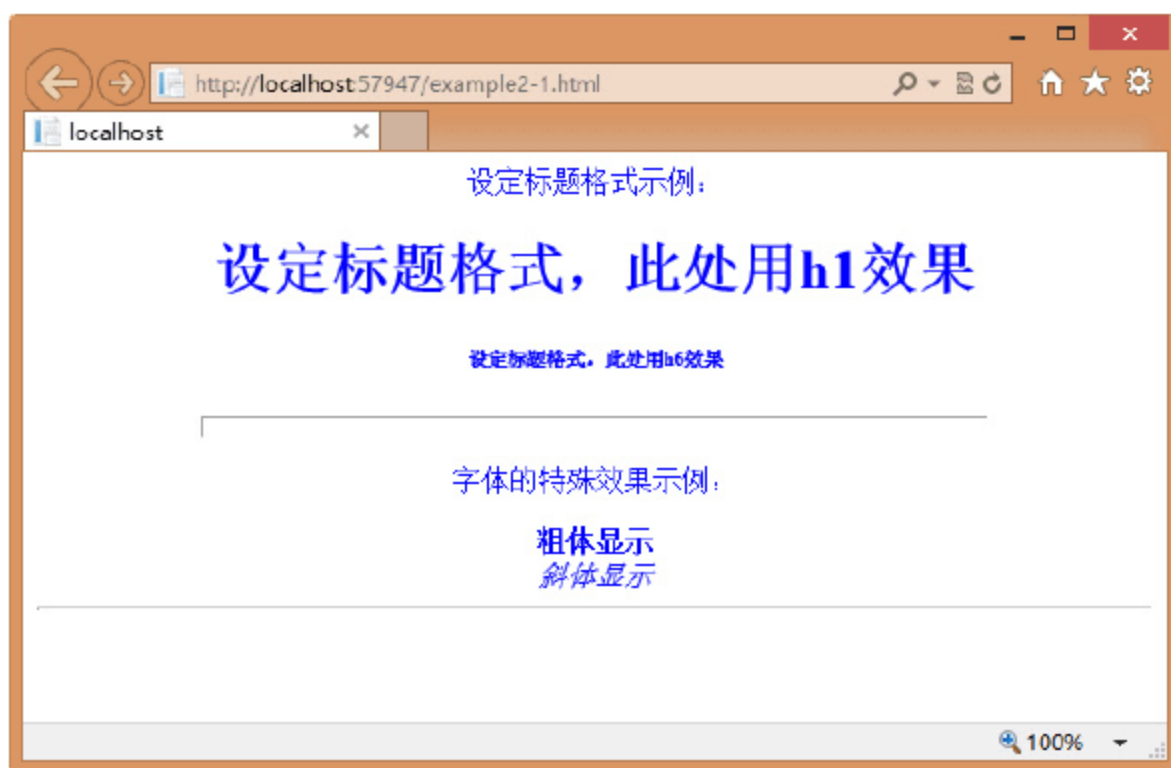 http://localhost:57947/example2-1.html
localhost
设定标题格式示例：
设定标题格式，此处用h1效果
设定标题格式，此处用h6效果
字体的特殊效果示例：
粗体显示
斜体显示
100%